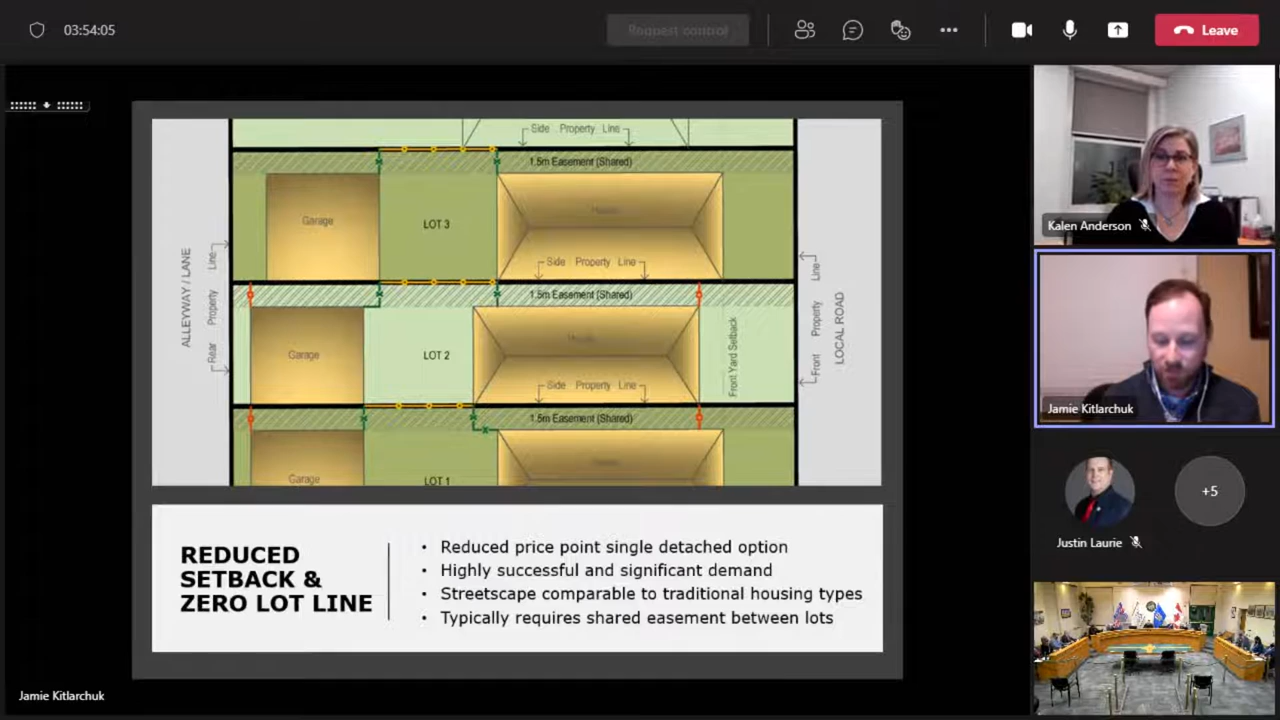 03:54:05
Request control
Leave
Side Property Line
1.5m Easement (Shared)
Garage
LOT 3
House
Side Property Line
1.5m Easement (Shared)
ALLEYWAY / LANE
Rear Property Line
Garage
LOT 2
House
Front Yard Setback
Front Property Line
LOCAL ROAD
Side Property Line
1.5m Easement (Shared)
Garage
LOT 1
REDUCED
SETBACK &
ZERO LOT LINE
• Reduced price point single detached option
• Highly successful and significant demand
• Streetscape comparable to traditional housing types
• Typically requires shared easement between lots
Jamie Kitlarchuk
Kalen Anderson
Jamie Kitlarchuk
+5
Justin Laurie